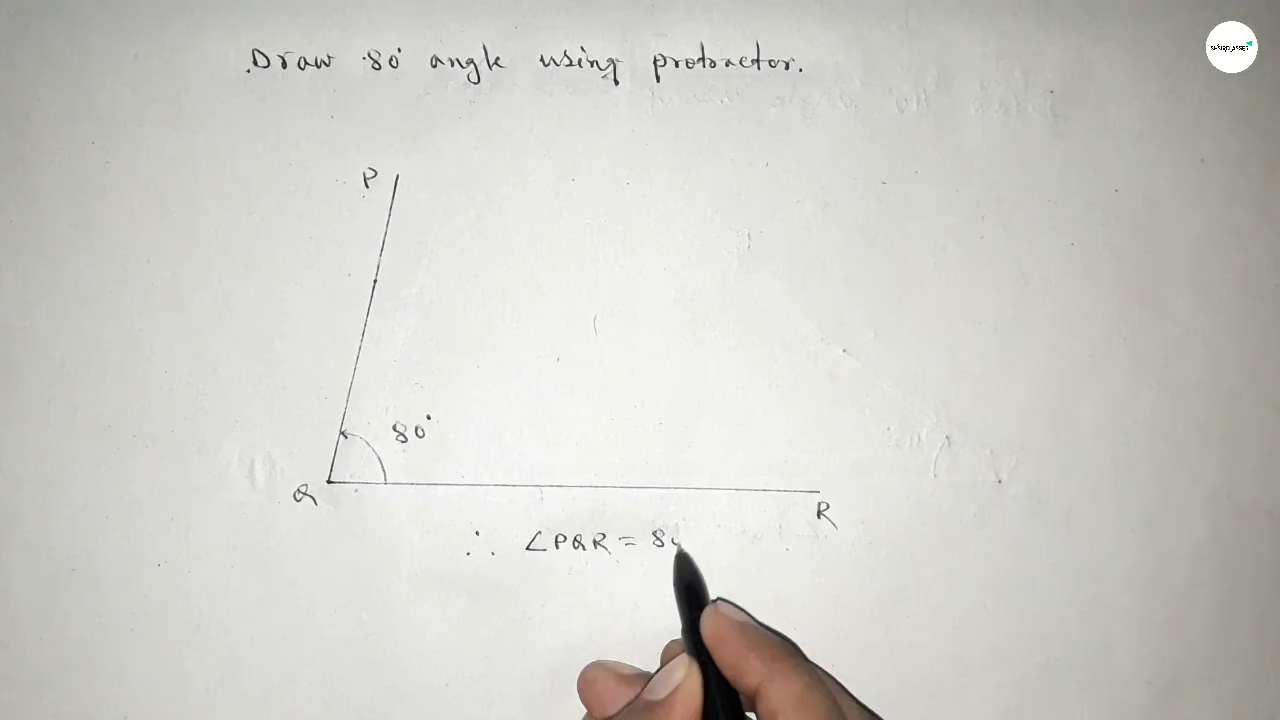 Draw 80° angle using protractor.
P
80°
Q
R
∴ ∠PQR = 8